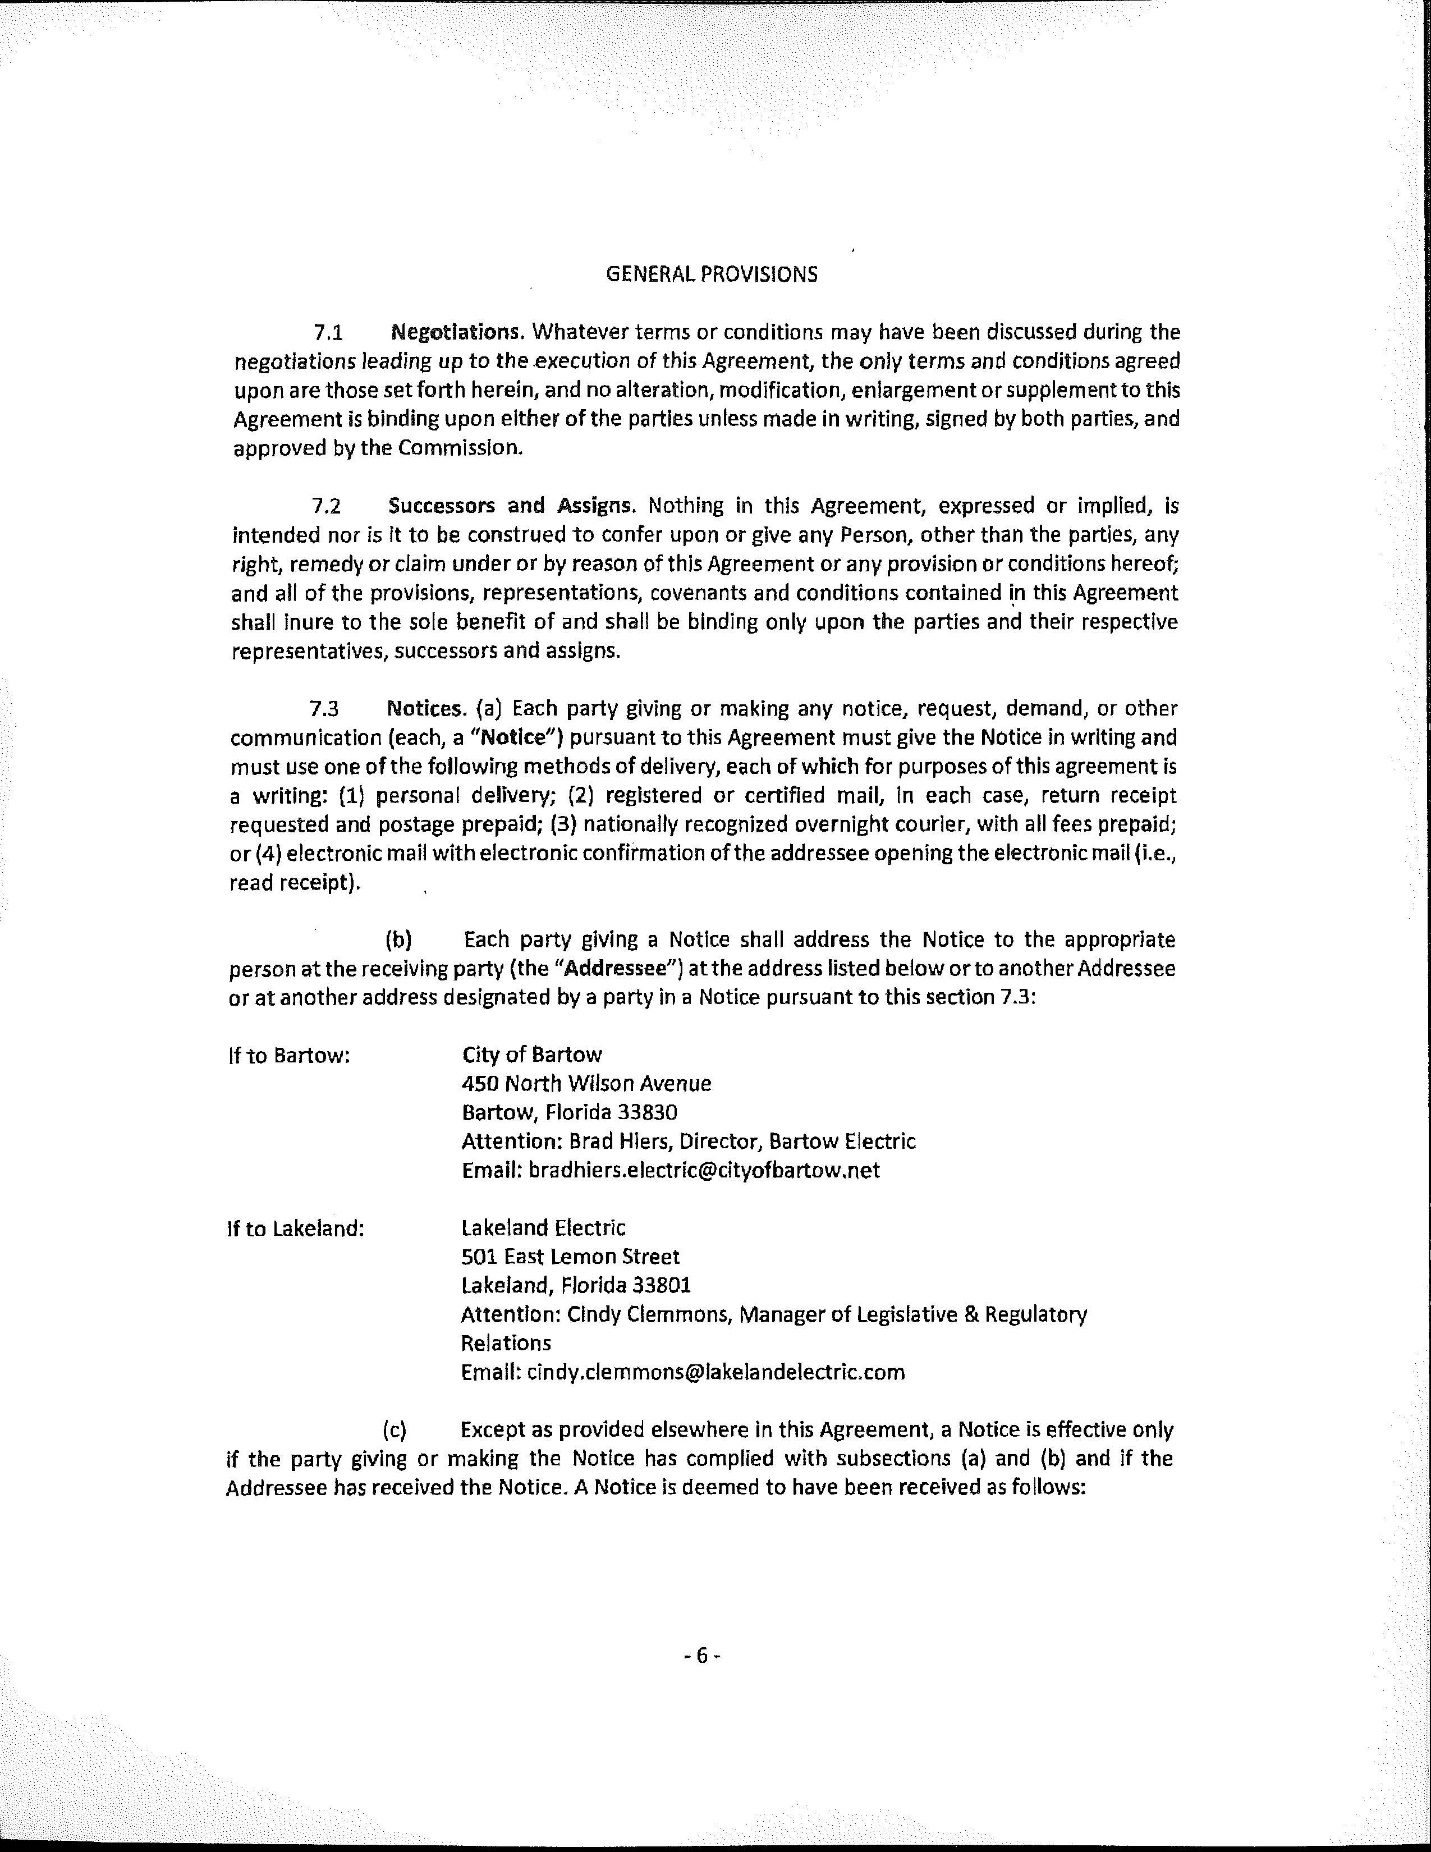 GENERAL PROVISIONS
7.1 Negotiations. Whatever terms or conditions may have been discussed during the
negotiations leading up to the execution of this Agreement, the only terms and conditions agreed
upon are those set forth herein, and no alteration, modification, enlargement or supplement to this
Agreement is binding upon either of the parties unless made in writing, signed by both parties, and
approved by the Commission.
7.2 Successors and Assigns. Nothing in this Agreement, expressed or implied, is
intended nor is it to be construed to confer upon or give any Person, other than the parties, any
right, remedy or claim under or by reason of this Agreement or any provision or conditions hereof;
and all of the provisions, representations, covenants and conditions contained in this Agreement
shall inure to the sole benefit of and shall be binding only upon the parties and their respective
representatives, successors and assigns.
7.3 Notices. (a) Each party giving or making any notice, request, demand, or other
communication (each, a "Notice") pursuant to this Agreement must give the Notice in writing and
must use one of the following methods of delivery, each of which for purposes of this agreement is
a writing: (1) personal delivery; (2) registered or certified mail, in each case, return receipt
requested and postage prepaid; (3) nationally recognized overnight courier, with all fees prepaid;
or (4) electronic mail with electronic confirmation of the addressee opening the electronic mail (i.e.,
read receipt).
(b) Each party giving a Notice shall address the Notice to the appropriate
person at the receiving party (the "Addressee") at the address listed below or to another Addressee
or at another address designated by a party in a Notice pursuant to this section 7.3:
If to Bartow: City of Bartow
450 North Wilson Avenue
Bartow, Florida 33830
Attention: Brad Hiers, Director, Bartow Electric
Email: bradhiers.electric@cityofbartow.net
If to Lakeland: Lakeland Electric
501 East Lemon Street
Lakeland, Florida 33801
Attention: Cindy Clemmons, Manager of Legislative & Regulatory
Relations
Email: cindy.clemmons@lakelandelectric.com
(c) Except as provided elsewhere in this Agreement, a Notice is effective only
if the party giving or making the Notice has complied with subsections (a) and (b) and if the
Addressee has received the Notice. A Notice is deemed to have been received as follows:
- 6 -